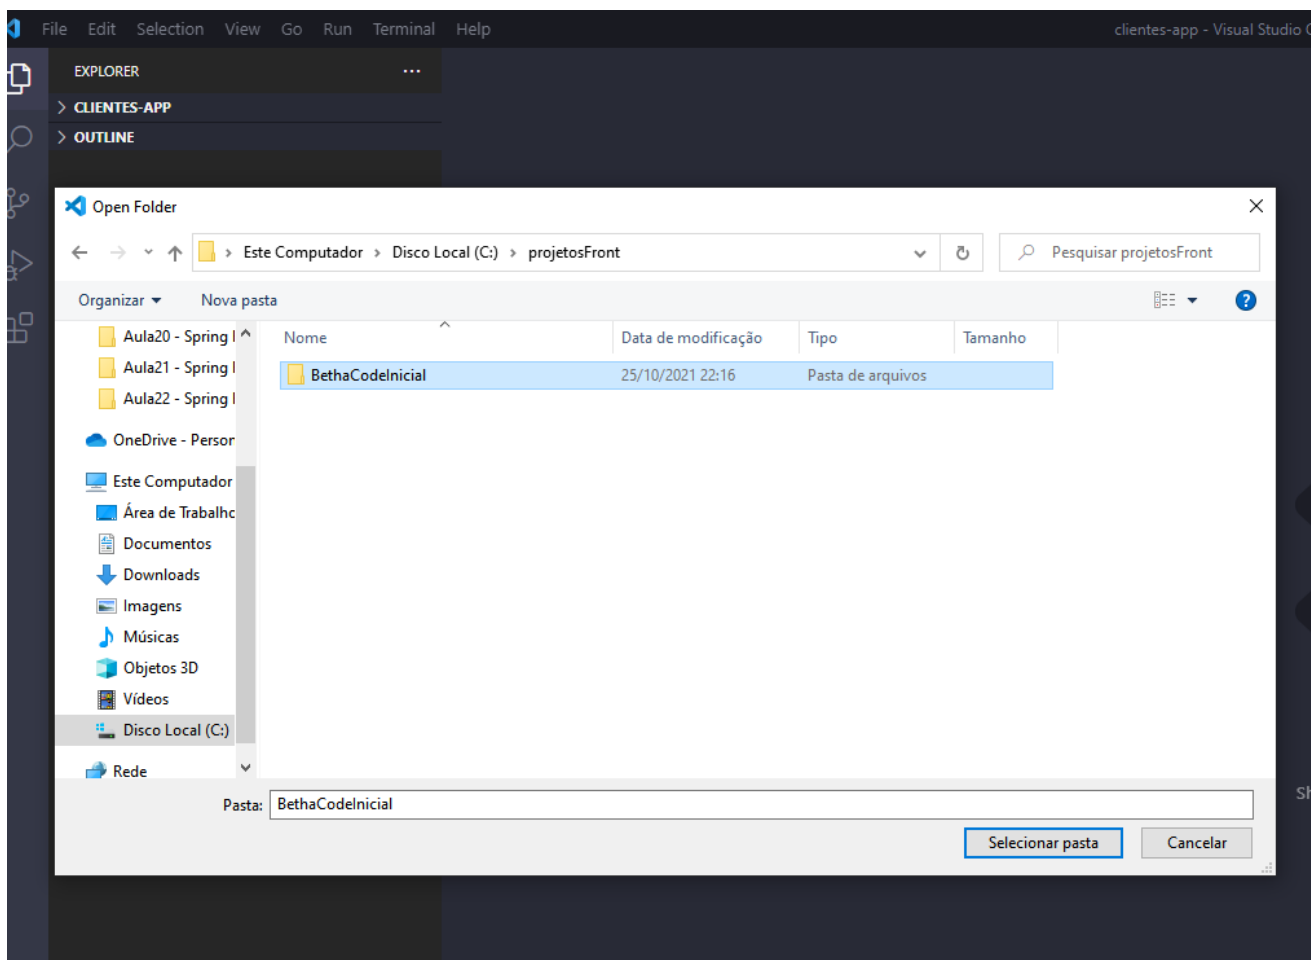 File Edit Selection View Go Run Terminal Help clientes-app - Visual Studio
EXPLORER ...
CLIENTES-APP
OUTLINE
Open Folder
Este Computador > Disco Local (C:) > projetosFront
Pesquisar projetosFront
Organizar Nova pasta
Nome Data de modificação Tipo Tamanho
BethaCodeInicial 25/10/2021 22:16 Pasta de arquivos
Aula20 - Spring
Aula21 - Spring
Aula22 - Spring
OneDrive - Person
Este Computador
Área de Trabalho
Documentos
Downloads
Imagens
Músicas
Objetos 3D
Vídeos
Disco Local (C:)
Rede
Pasta: BethaCodeInicial
Selecionar pasta Cancelar
Sh